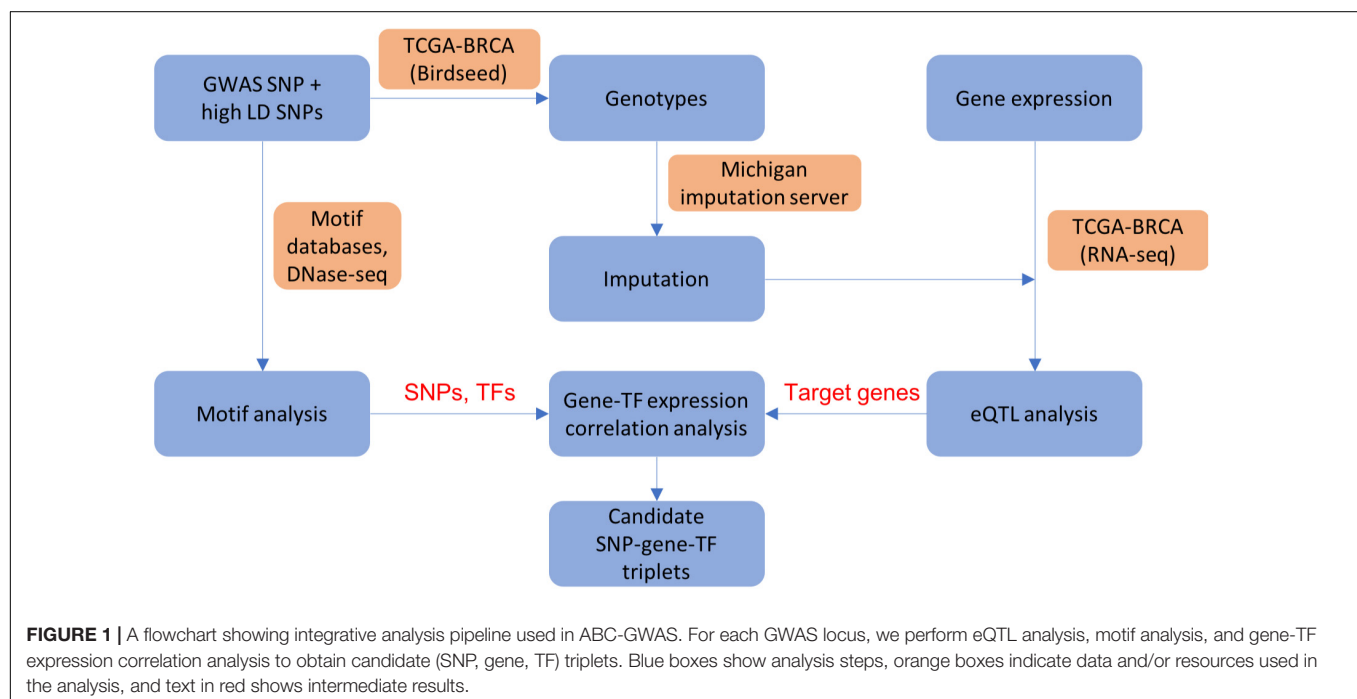 GWAS SNP +
high LD SNPs
TCGA-BRCA
(Birdseed)
Genotypes
Gene expression
Michigan
imputation server
Motif
databases,
DNase-seq
TCGA-BRCA
(RNA-seq)
Imputation
Motif analysis
SNPs, TFs
Gene-TF expression
correlation analysis
Target genes
eQTL analysis
Candidate
SNP-gene-TF
triplets
FIGURE 1 | A flowchart showing integrative analysis pipeline used in ABC-GWAS. For each GWAS locus, we perform eQTL analysis, motif analysis, and gene-TF
expression correlation analysis to obtain candidate (SNP, gene, TF) triplets. Blue boxes show analysis steps, orange boxes indicate data and/or resources used in
the analysis, and text in red shows intermediate results.